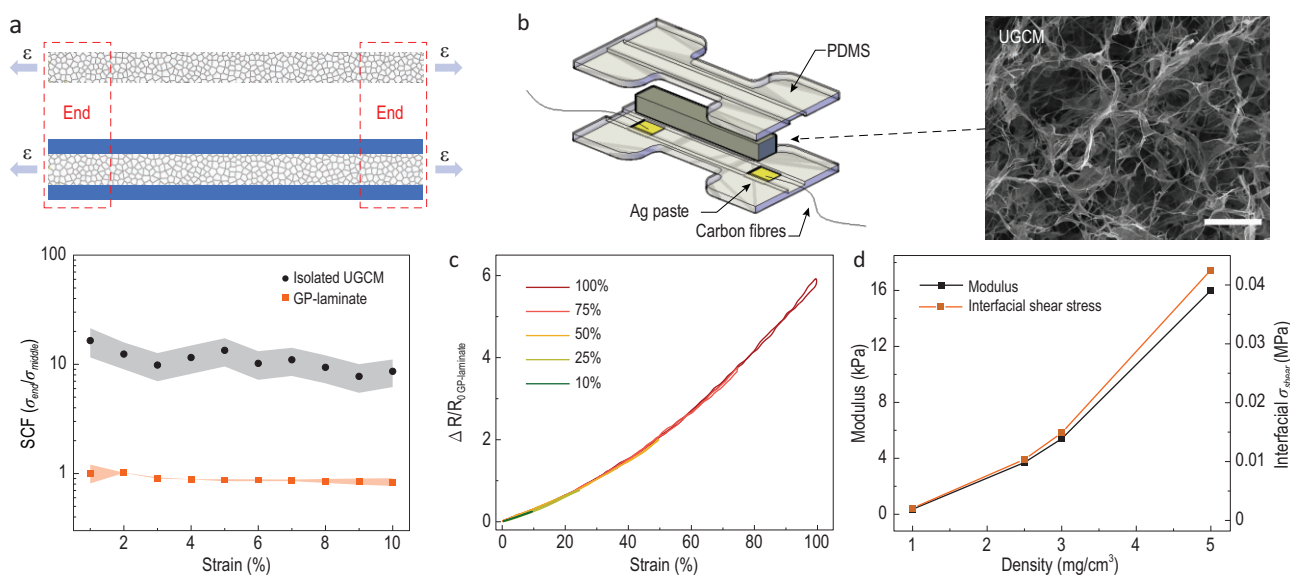 a
ε
ε
End
End
ε
ε
b
PDMS
Ag paste
Carbon fibres
UGCM
100
10
1
SCF (σend/σmiddle)
Isolated UGCM
GP-laminate
2
4
6
8
10
Strain (%)
c
6
4
2
0
△ R/R0 GP-laminate
100%
75%
50%
25%
10%
0
20
40
60
80
100
Strain (%)
d
16
12
8
4
0
Modulus (kPa)
Modulus
Interfacial shear stress
0.04
0.03
0.02
0.01
0
Interfacial σshear (MPa)
1
2
3
4
5
Density (mg/cm³)